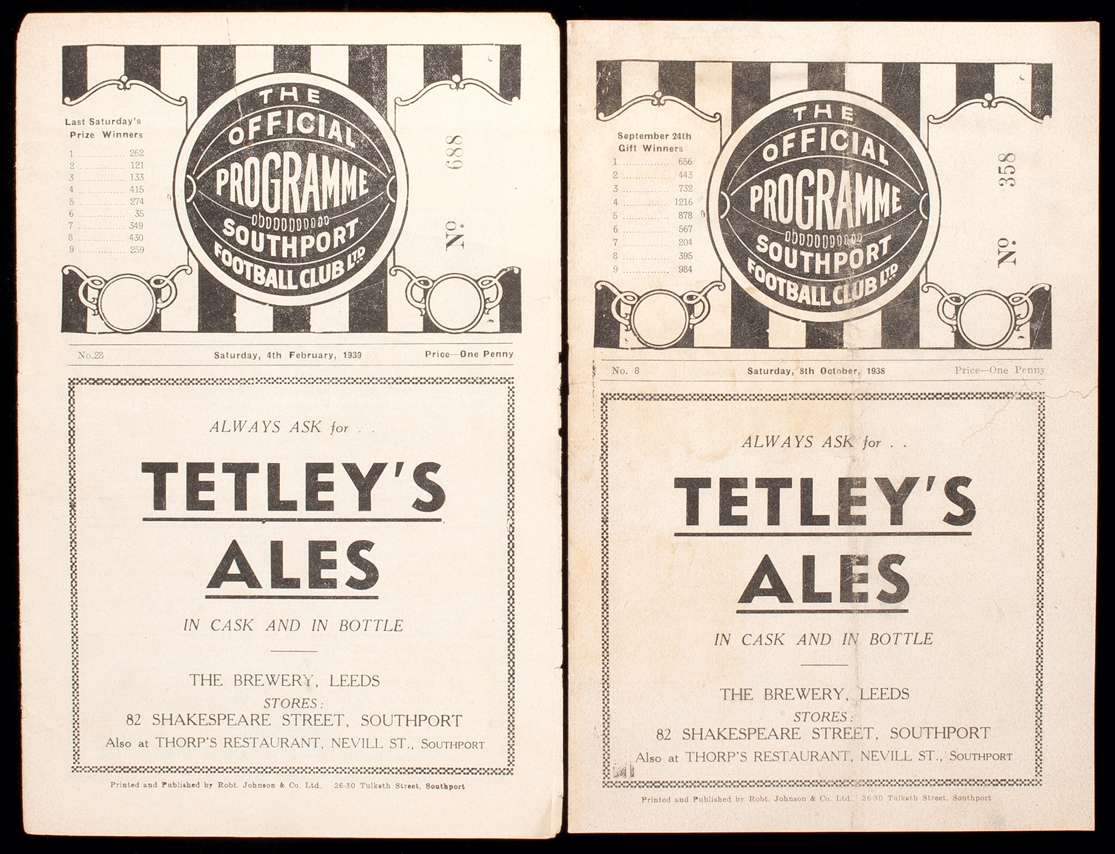 THE
OFFICIAL
PROGRAMME
SOUTHPORT
FOOTBALL CLUB LTD
Last Saturday's
Prize Winners
1 .............. 262
2 .............. 121
3 .............. 133
4 .............. 415
5 .............. 274
6 .............. 35
7 .............. 349
8 .............. 430
9 .............. 259
No. 688
No.23 Saturday, 4th February, 1939 Price—One Penny
ALWAYS ASK for . .
TETLEY'S
ALES
IN CASK AND IN BOTTLE
THE BREWERY, LEEDS
STORES:
82 SHAKESPEARE STREET, SOUTHPORT
Also at THORP'S RESTAURANT, NEVILL ST., SOUTHPORT
Printed and Published by Robt. Johnson & Co. Ltd. 26-30 Tulketh Street, Southport
THE
OFFICIAL
PROGRAMME
SOUTHPORT
FOOTBALL CLUB LTD
September 24th
Gift Winners
1 .............. 656
2 .............. 443
3 .............. 732
4 .............. 1216
5 .............. 878
6 .............. 567
7 .............. 204
8 .............. 395
9 .............. 984
No. 358
No. 8 Saturday, 8th October, 1938 Price—One Penny
ALWAYS ASK for . .
TETLEY'S
ALES
IN CASK AND IN BOTTLE
THE BREWERY, LEEDS
STORES:
82 SHAKESPEARE STREET, SOUTHPORT
Also at THORP'S RESTAURANT, NEVILL ST., SOUTHPORT
Printed and Published by Robt. Johnson & Co. Ltd. 26-30 Tulketh Street, Southport